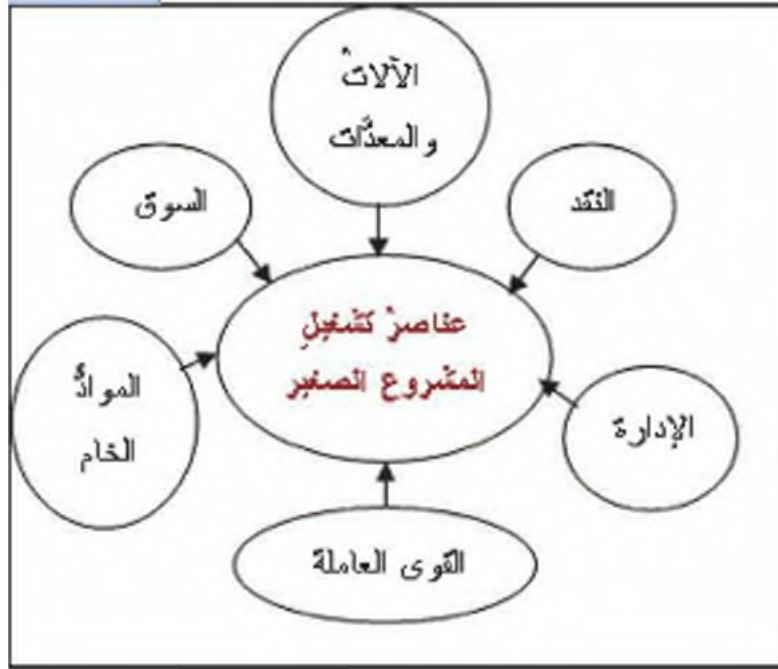 الآلاتُ
والمعدَّات
النقد
السوق
عناصرُ تشغيلِ
المشروع الصغير
الموادُّ
الخام
الإدارة
القوى العاملة